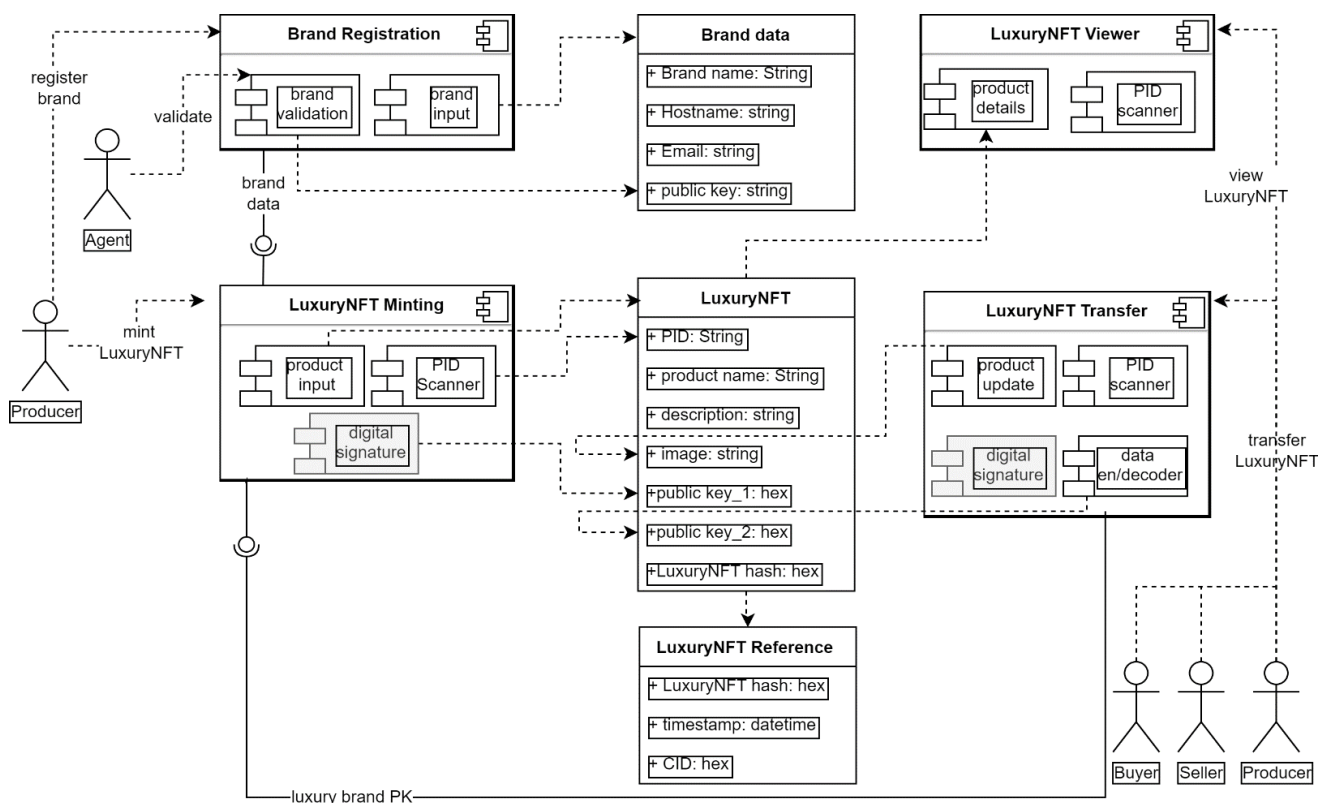 Brand Registration
brand
validation
brand
input
Brand data
+ Brand name: String
+ Hostname: string
+ Email: string
+ public key: string
LuxuryNFT Viewer
product
details
PID
scanner
register
brand
validate
Agent
brand
data
view
LuxuryNFT
Producer
mint
LuxuryNFT
LuxuryNFT Minting
product
input
PID
Scanner
digital
signature
LuxuryNFT
+ PID: String
+ product name: String
+ description: string
+ image: string
+public key_1: hex
+public key_2: hex
+LuxuryNFT hash: hex
LuxuryNFT Transfer
product
update
PID
scanner
digital
signature
data
en/decoder
transfer
LuxuryNFT
LuxuryNFT Reference
+ LuxuryNFT hash: hex
+ timestamp: datetime
+ CID: hex
Buyer
Seller
Producer
luxury brand PK